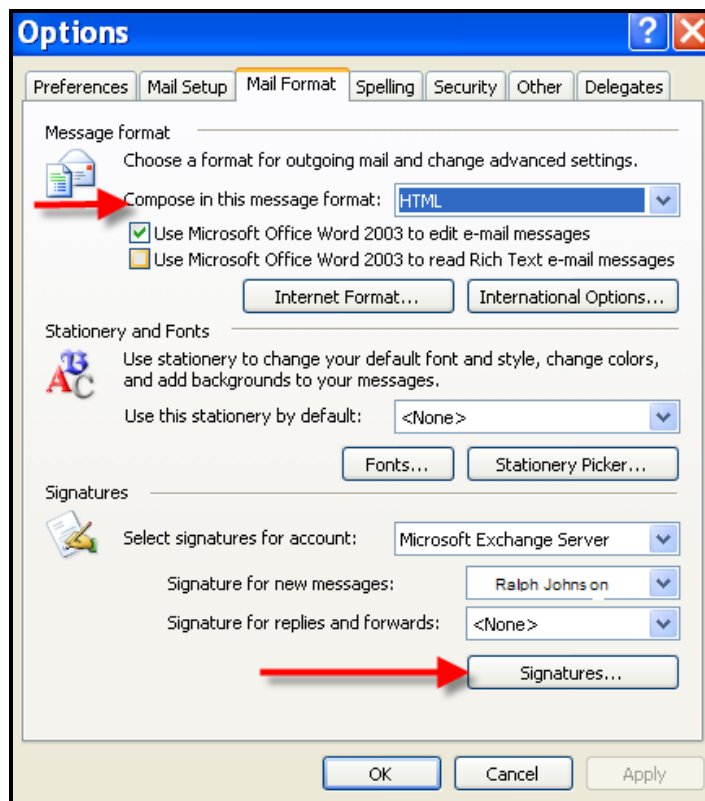 Options
?
X
Preferences Mail Setup Mail Format Spelling Security Other Delegates
Message format
Choose a format for outgoing mail and change advanced settings.
Compose in this message format: HTML
Use Microsoft Office Word 2003 to edit e-mail messages
Use Microsoft Office Word 2003 to read Rich Text e-mail messages
Internet Format... International Options...
Stationery and Fonts
Use stationery to change your default font and style, change colors,
and add backgrounds to your messages.
Use this stationery by default: <None>
Fonts... Stationery Picker...
Signatures
Select signatures for account: Microsoft Exchange Server
Signature for new messages: Ralph Johnson
Signature for replies and forwards: <None>
Signatures...
OK Cancel Apply